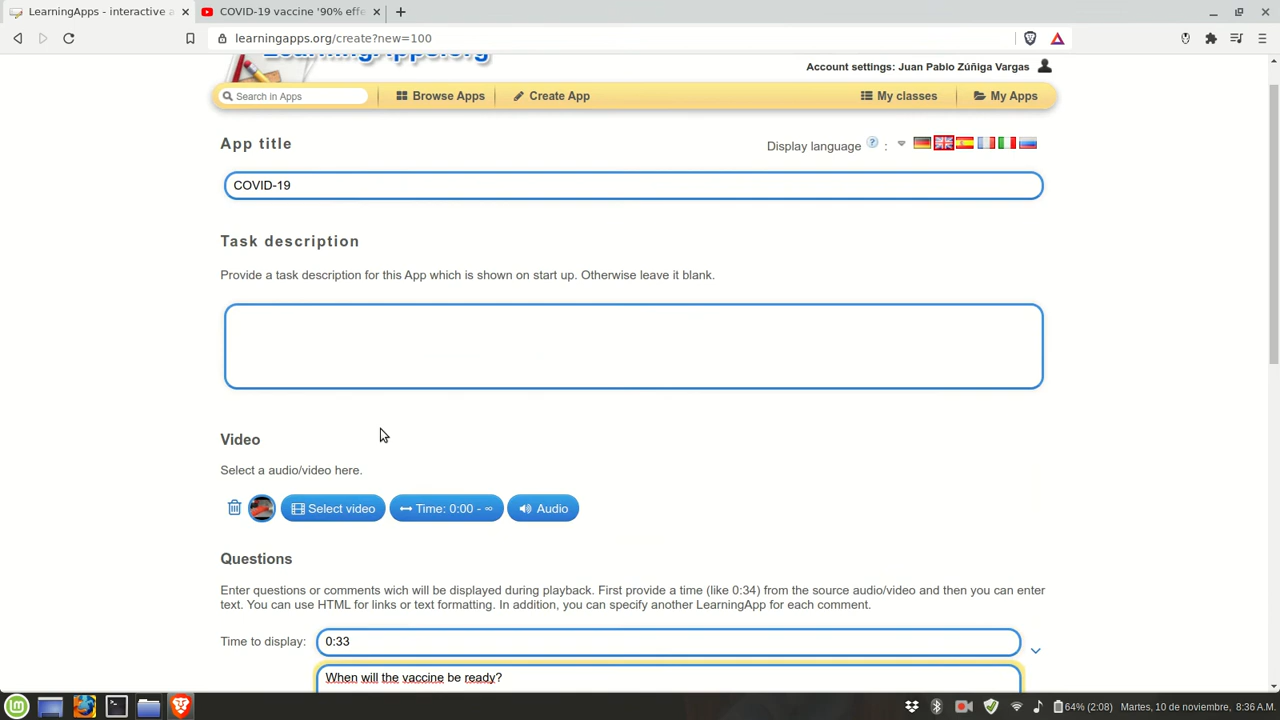 LearningApps - interactive a
COVID-19 vaccine '90% effe
learningapps.org/create?new=100
LearningApps.org
Account settings: Juan Pablo Zúñiga Vargas
Search in Apps
Browse Apps
Create App
My classes
My Apps
App title
Display language ? :
COVID-19
Task description
Provide a task description for this App which is shown on start up. Otherwise leave it blank.
Video
Select a audio/video here.
Select video
Time: 0:00 - ∞
Audio
Questions
Enter questions or comments wich will be displayed during playback. First provide a time (like 0:34) from the source audio/video and then you can enter
text. You can use HTML for links or text formatting. In addition, you can specify another LearningApp for each comment.
Time to display:
0:33
When will the vaccine be ready?
64% (2:08)
Martes, 10 de noviembre, 8:36 A.M.